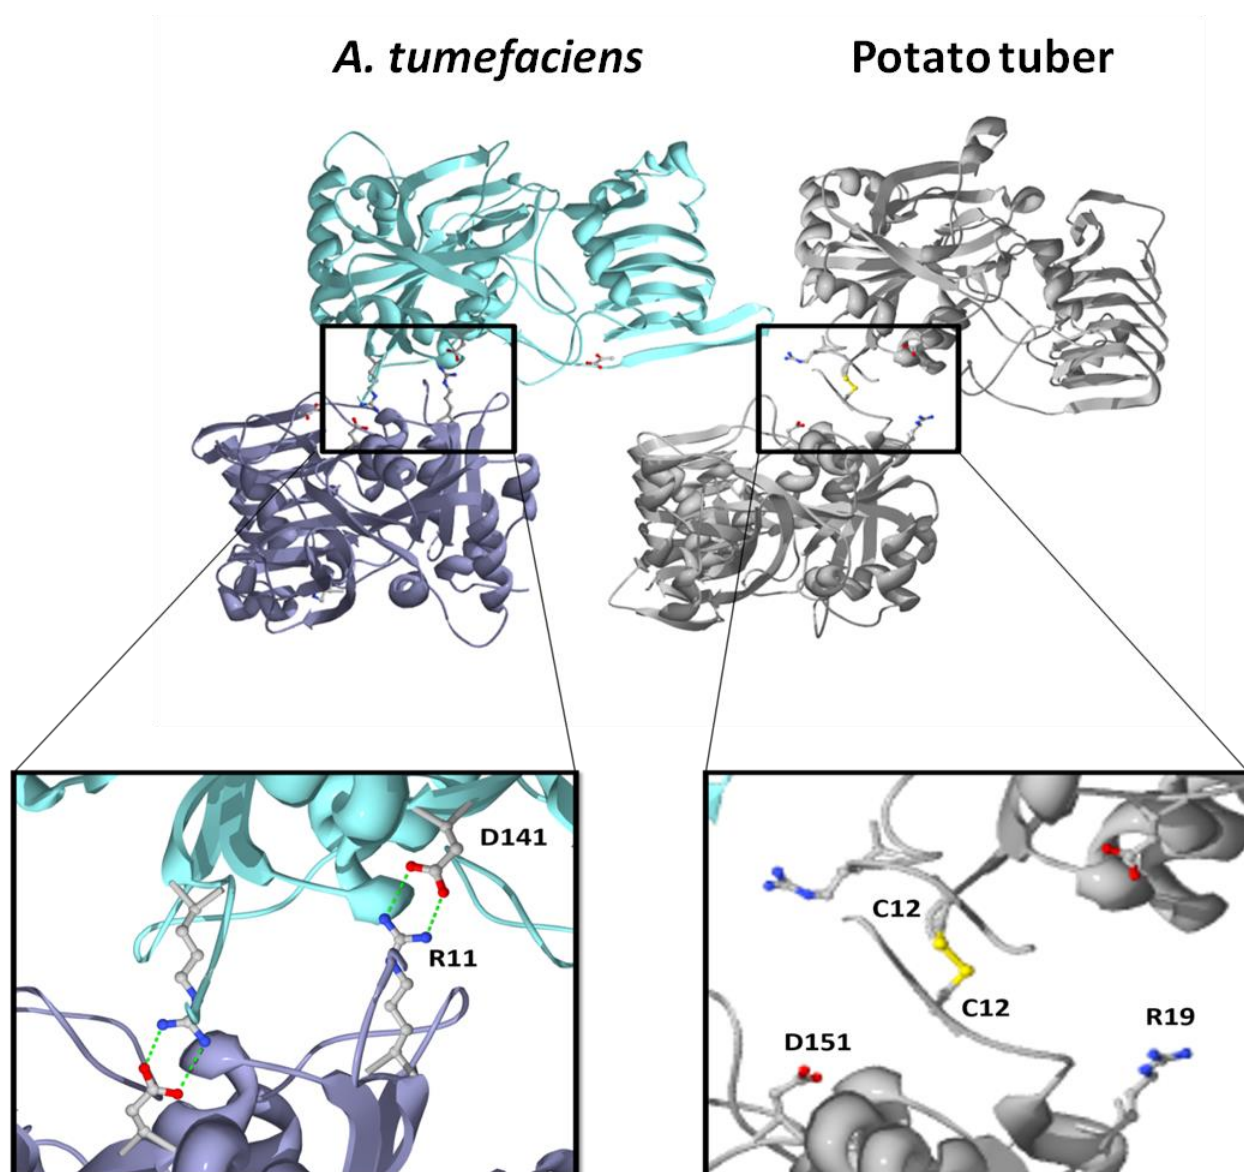 A. tumefaciens
Potato tuber
D141
R11
C12
C12
D151
R19